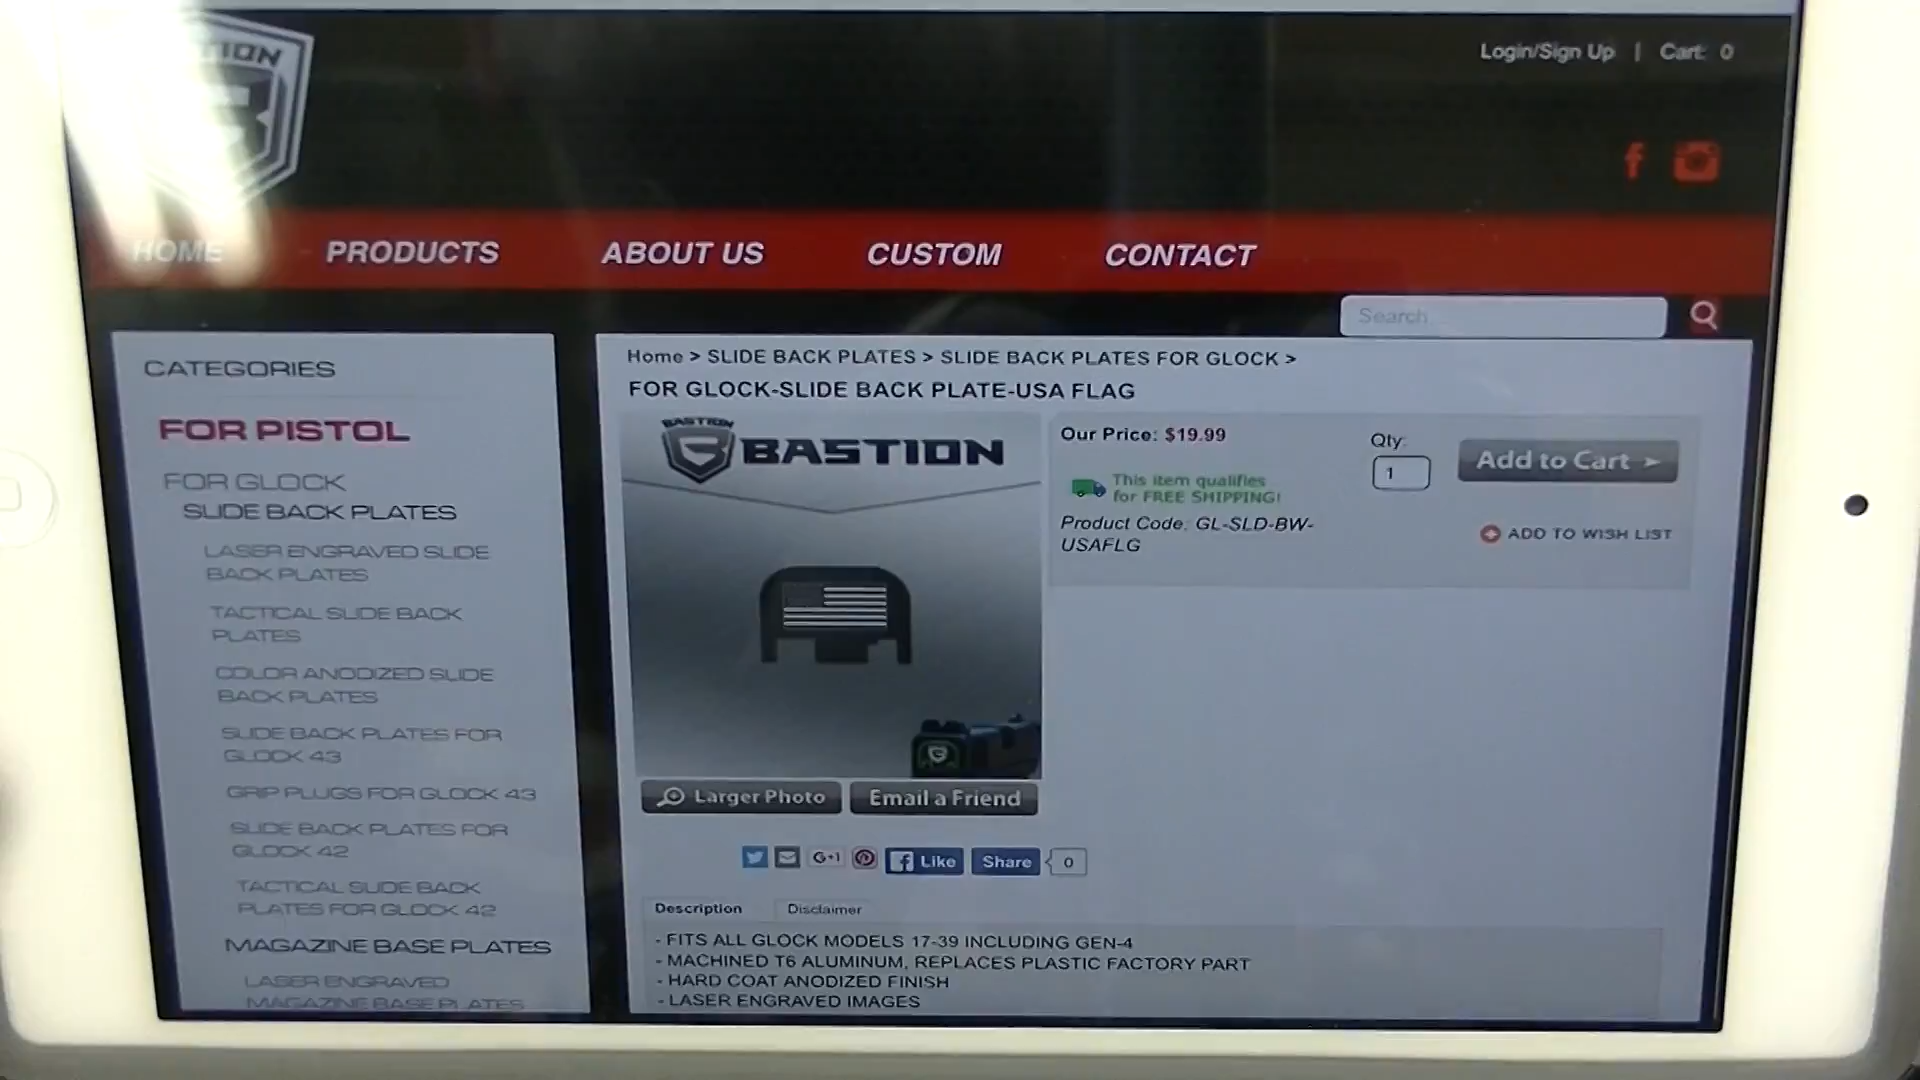 Login/Sign Up | Cart: 0
HOME PRODUCTS ABOUT US CUSTOM CONTACT
Search
CATEGORIES
FOR PISTOL
FOR GLOCK
SLIDE BACK PLATES
LASER ENGRAVED SLIDE
BACK PLATES
TACTICAL SLIDE BACK
PLATES
COLOR ANODIZED SLIDE
BACK PLATES
SLIDE BACK PLATES FOR
GLOCK 43
GRIP PLUGS FOR GLOCK 43
SLIDE BACK PLATES FOR
GLOCK 42
TACTICAL SLIDE BACK
PLATES FOR GLOCK 42
MAGAZINE BASE PLATES
LASER ENGRAVED
MAGAZINE BASE PLATES
Home > SLIDE BACK PLATES > SLIDE BACK PLATES FOR GLOCK >
FOR GLOCK-SLIDE BACK PLATE-USA FLAG
BASTION
BASTION
Our Price: $19.99
This item qualifies
for FREE SHIPPING!
Product Code: GL-SLD-BW-
USAFLG
Qty:
1
Add to Cart
ADD TO WISH LIST
Larger Photo
Email a Friend
G+1
Like
Share
0
Description
Disclaimer
- FITS ALL GLOCK MODELS 17-39 INCLUDING GEN-4
- MACHINED T6 ALUMINUM, REPLACES PLASTIC FACTORY PART
- HARD COAT ANODIZED FINISH
- LASER ENGRAVED IMAGES